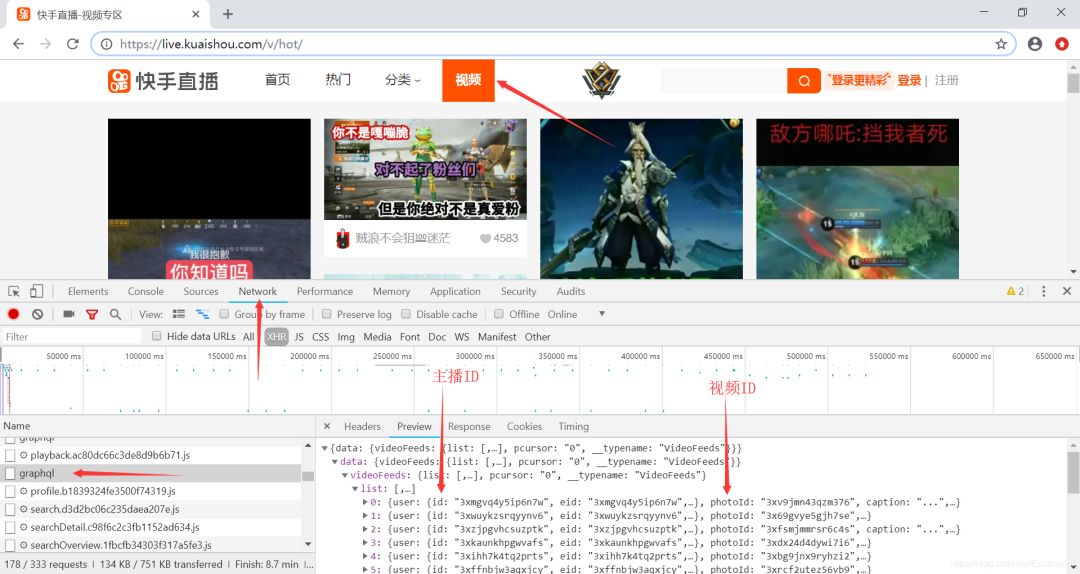 快手直播-视频专区
https://live.kuaishou.com/v/hot/
快手直播 首页 热门 分类 视频 登录更精彩 登录 | 注册
你不是嘎嘣脆
对不起了粉丝们
但是你绝对不是真爱粉
贼浪不会狙💯迷茫 4583
我很抱歉
你知道吗
敌方哪吒:挡我者死
15
15
Elements Console Sources Network Performance Memory Application Security Audits 2
View: Group by frame Preserve log Disable cache Offline Online
Filter Hide data URLs All XHR JS CSS Img Media Font Doc WS Manifest Other
50000 ms 100000 ms 150000 ms 200000 ms 250000 ms 300000 ms 350000 ms 400000 ms 450000 ms 500000 ms 550000 ms 600000 ms 650000 ms
主播ID 视频ID
Name
graphql
playback.ac80dc66c3de8d9b6b71.js
graphql
profile.b1839324fe3500f74319.js
search.d3d2bc06c235daea207e.js
searchDetail.c98f6c2c3fb1152ad634.js
searchOverview.1fbcfb34303f317a5fe3.js
178 / 333 requests | 134 KB / 751 KB transferred | Finish: 8.7 min | ...
Headers Preview Response Cookies Timing
{data: {videoFeeds: {list: [,…], pcursor: "0", __typename: "VideoFeeds"}}}
data: {videoFeeds: {list: [,…], pcursor: "0", __typename: "VideoFeeds"}}
videoFeeds: {list: [,…], pcursor: "0", __typename: "VideoFeeds"}
list: [,…]
0: {user: {id: "3xmgvq4y5ip6n7w", eid: "3xmgvq4y5ip6n7w",…}, photoId: "3xv9jmn43qzm376", caption: "...",…}
1: {user: {id: "3xwuykzsrqyynv6", eid: "3xwuykzsrqyynv6",…}, photoId: "3x69gvye5gjh7se", caption: "...",…}
2: {user: {id: "3xzjpgvhcsuzptk", eid: "3xzjpgvhcsuzptk",…}, photoId: "3xfsmjmmrsr6c4s", caption: "...",…}
3: {user: {id: "3xkaunkhpgwvafs", eid: "3xkaunkhpgwvafs",…}, photoId: "3xdx24d4dywi7i6", caption: "...",…}
4: {user: {id: "3xihh7k4tq2prts", eid: "3xihh7k4tq2prts",…}, photoId: "3xbg9jnx9ryhzi2", caption: "...",…}
5: {user: {id: "3xffnbjw3aqxjcy", eid: "3xffnbjw3aqxjcy",…}, photoId: "3xrcf2utez56vb9", caption: "...",…}